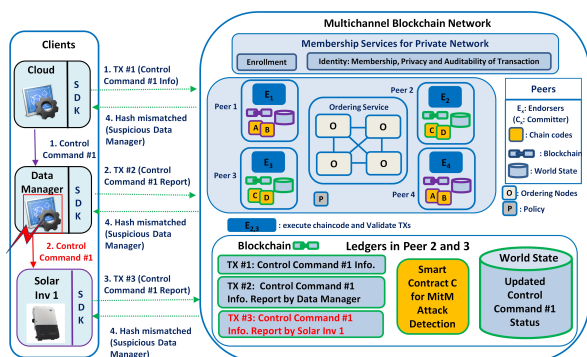 Multichannel Blockchain Network
Clients
Membership Services for Private Network
Enrollment
Identity: Membership, Privacy and Auditability of Transaction
Cloud
SDK
1. TX #1 (Control
Command #1 Info)
4. Hash mismatched
(Suspicious Data
Manager)
1. Control
Command #1
Peer 1
E1
A B
Ordering Service
O O
O O
Peer 2
E2
C D
Peer 3
C D
P
Peer 4
A B
Peers
Ex: Endorsers
: Committer)
: Chain codes
: Blockchain
: World State
O : Ordering Nodes
P : Policy
Data
Manager
SDK
2. TX #2 (Control
Command #1 Report)
4. Hash mismatched
(Suspicious Data
Manager)
2. Control
Command #1
E2,3 : execute chaincode and Validate TXs
Solar
Inv 1
SDK
3. TX #3 (Control
Command #1 Report)
4. Hash mismatched
(Suspicious Data
Manager)
Blockchain
Ledgers in Peer 2 and 3
TX #1: Control Command #1 Info.
TX #2: Control Command #1
Info. Report by Data Manager
TX #3: Control Command #1
Info. Report by Solar Inv 1
Smart
Contract C
for MitM
Attack
Detection
World State
Updated
Control
Command #1
Status